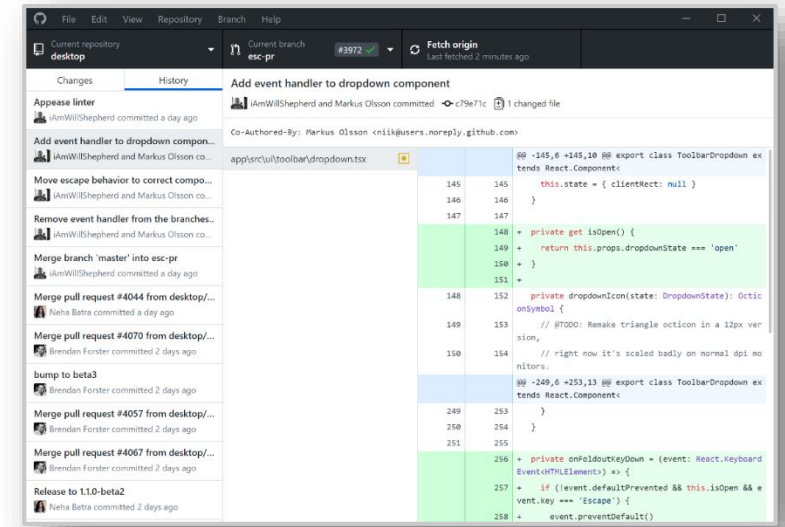 File Edit View Repository Branch Help
Current repository
desktop
Current branch
esc-pr
#3972
Fetch origin
Last fetched 2 minutes ago
Changes History
Appease linter
iAmWillShepherd committed a day ago
Add event handler to dropdown compon...
iAmWillShepherd and Markus Olsson co...
Move escape behavior to correct compo...
iAmWillShepherd and Markus Olsson co...
Remove event handler from the branches..
iAmWillShepherd and Markus Olsson co...
Merge branch 'master' into esc-pr
iAmWillShepherd committed a day ago
Merge pull request #4044 from desktop/...
Neha Batra committed a day ago
Merge pull request #4070 from desktop/...
Brendan Forster committed 2 days ago
bump to beta3
Brendan Forster committed 2 days ago
Merge pull request #4057 from desktop/...
Brendan Forster committed 2 days ago
Merge pull request #4067 from desktop/...
Brendan Forster committed 2 days ago
Release to 1.1.0-beta2
Neha Batra committed 2 days ago
Add event handler to dropdown component
iAmWillShepherd and Markus Olsson committed c79e71c 1 changed file
Co-Authored-By: Markus Olsson <niik@users.noreply.github.com>
app\src\ui\toolbar\dropdown.tsx
@@ -145,6 +145,10 @@ export class ToolbarDropdown ex
tends React.Component<
145 145 this.state = { clientRect: null }
146 146 }
147 147
148 + private get isOpen() {
149 + return this.props.dropdownState === 'open'
150 + }
151 +
148 152 private dropdownIcon(state: DropdownState): Octic
onSymbol {
149 153 // @TODO: Remake triangle octicon in a 12px ver
sion,
150 154 // right now it's scaled badly on normal dpi mo
nitors.
@@ -249,6 +253,13 @@ export class ToolbarDropdown ex
tends React.Component<
249 253 }
250 254 }
251 255
256 + private onFoldoutKeyDown = (event: React.Keyboard
Event<HTMLElement>) => {
257 + if (!event.defaultPrevented && this.isOpen && e
vent.key === 'Escape') {
258 + event.preventDefault()